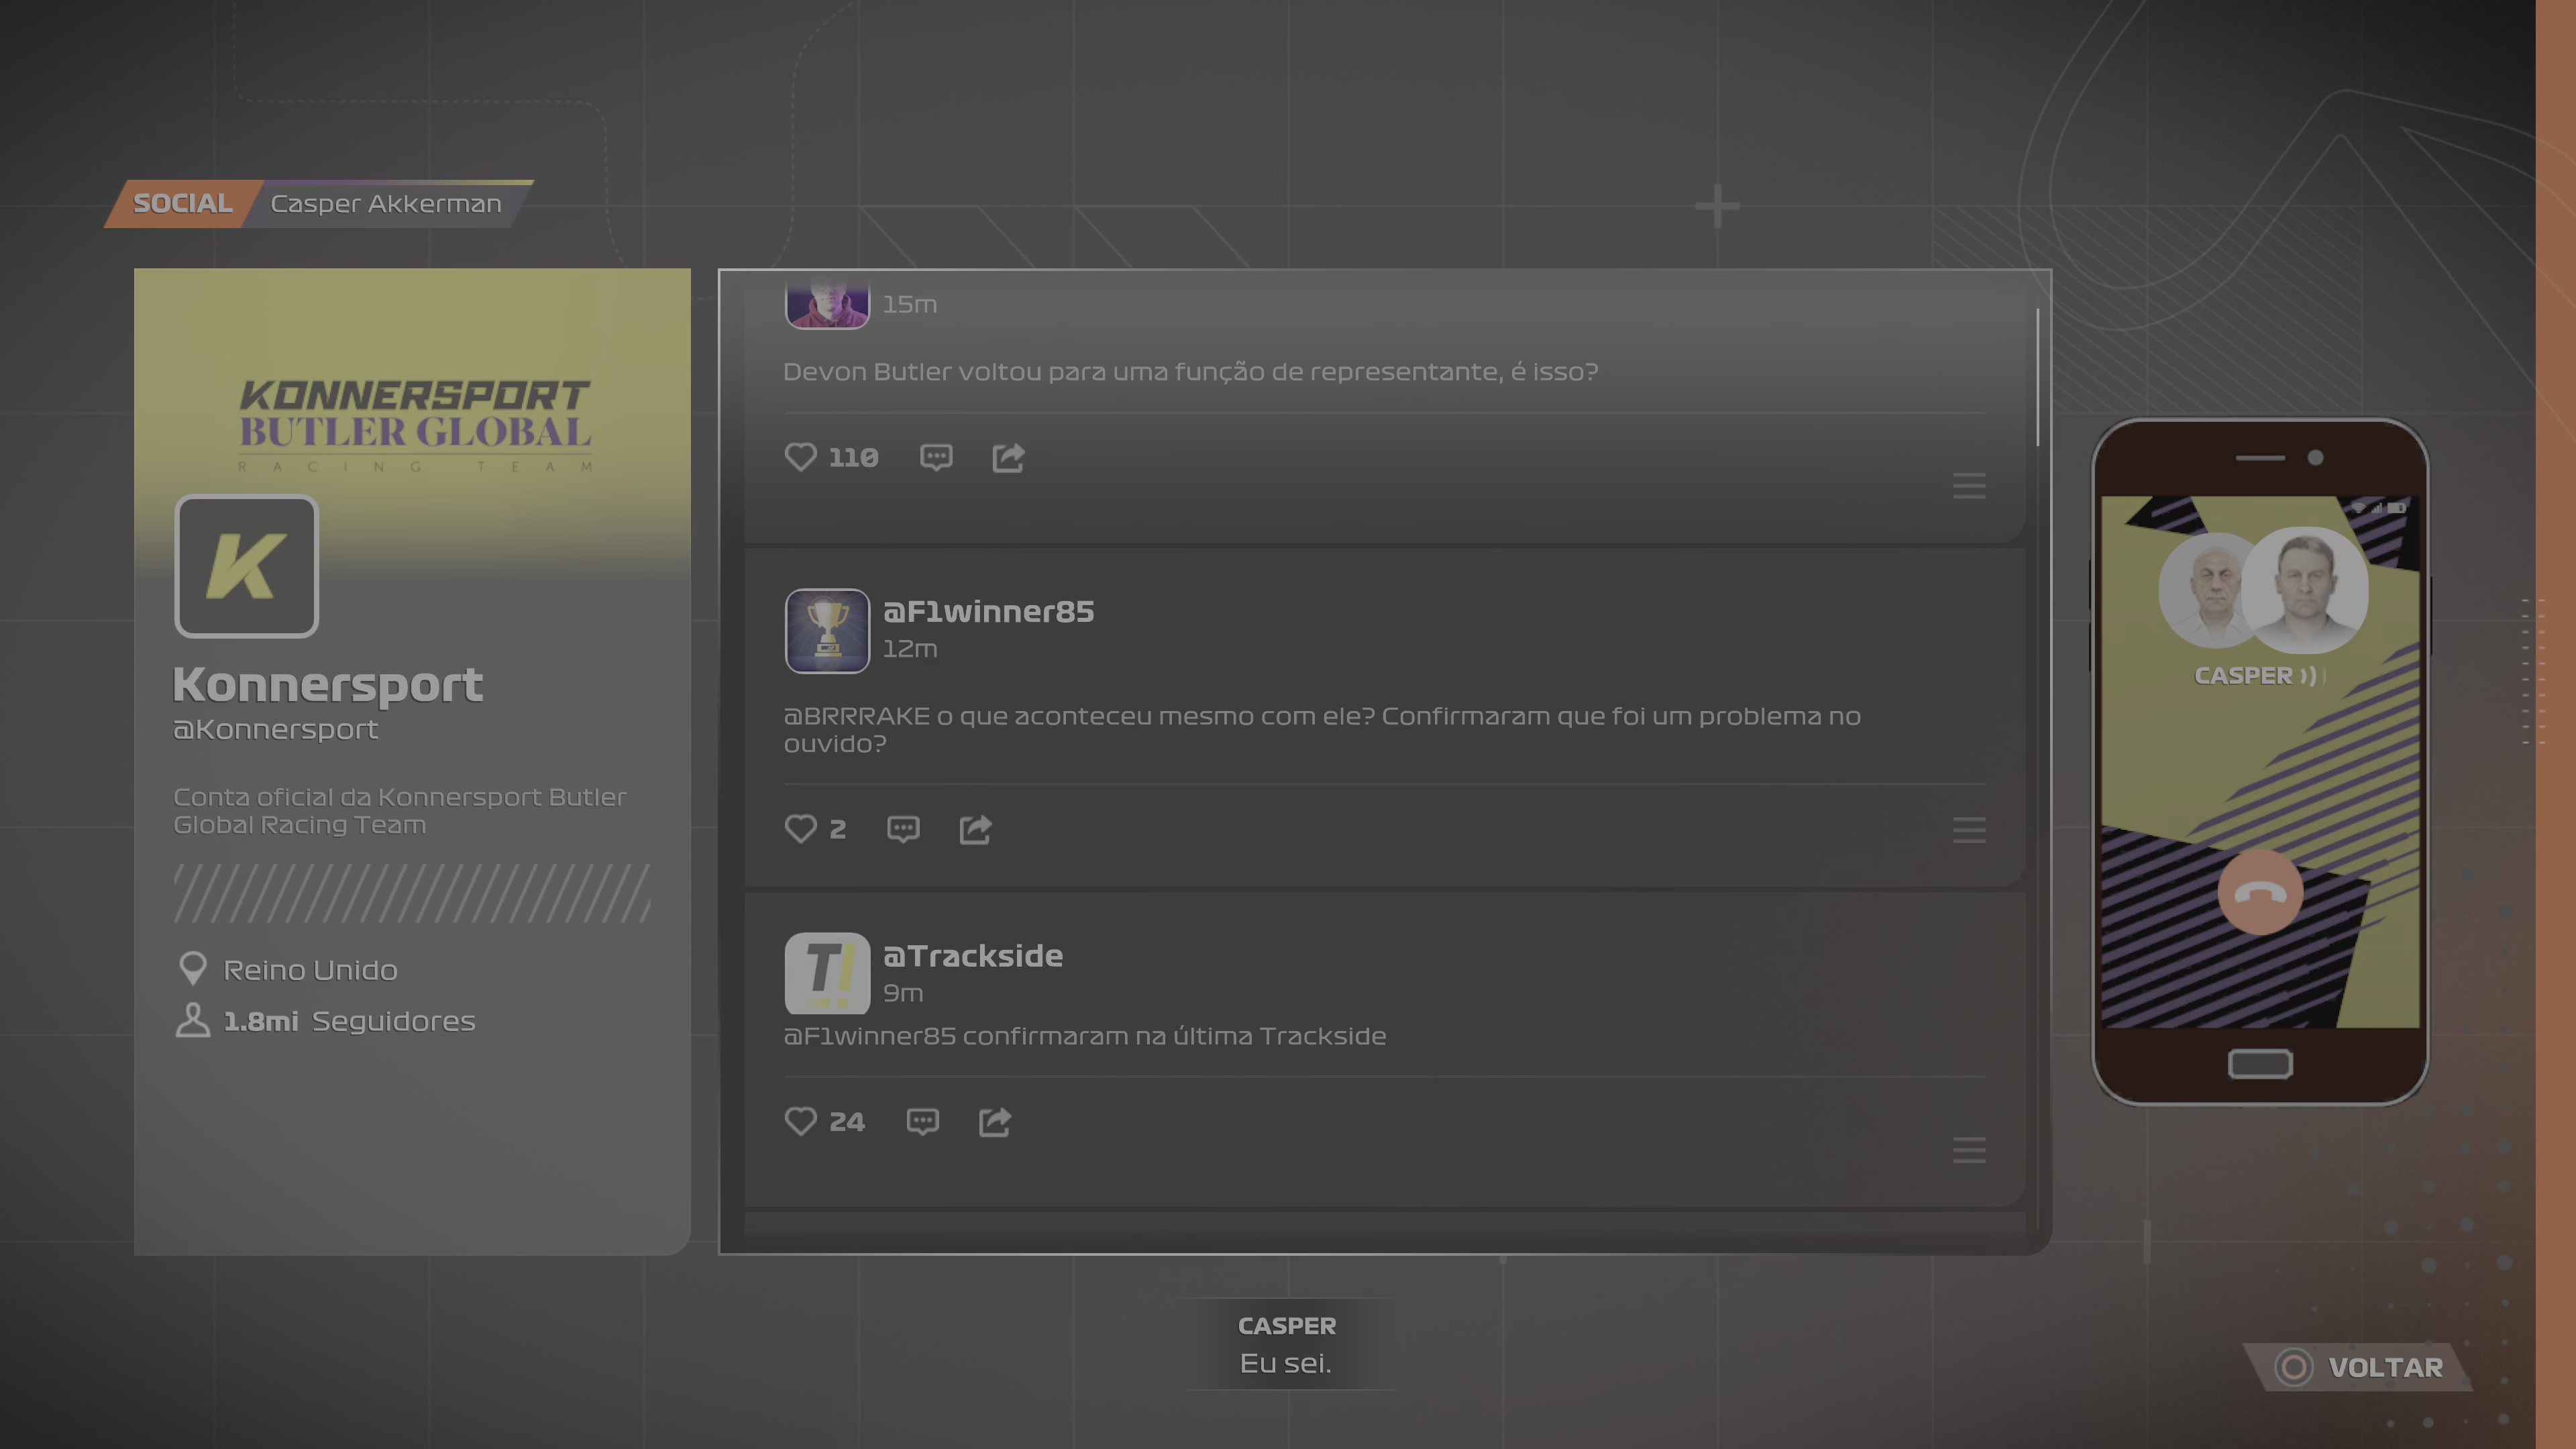 SOCIAL
Casper Akkerman
KONNERSPORT
BUTLER GLOBAL
RACING TEAM
K
Konnersport
@Konnersport
Conta oficial da Konnersport Butler
Global Racing Team
Reino Unido
1.8mi Seguidores
15m
Devon Butler voltou para uma função de representante, é isso?
110
@F1winner85
12m
@BRRRAKE o que aconteceu mesmo com ele? Confirmaram que foi um problema no
ouvido?
2
T!
@Trackside
9m
@F1winner85 confirmaram na última Trackside
24
CASPER
CASPER
Eu sei.
VOLTAR